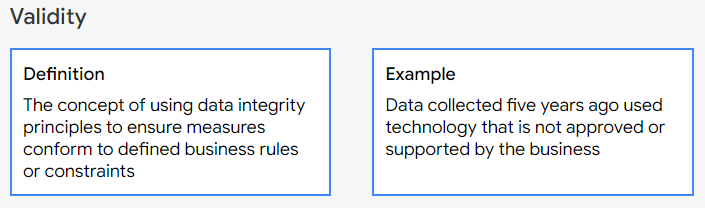 Validity
Definition
The concept of using data integrity
principles to ensure measures
conform to defined business rules
or constraints
Example
Data collected five years ago used
technology that is not approved or
supported by the business